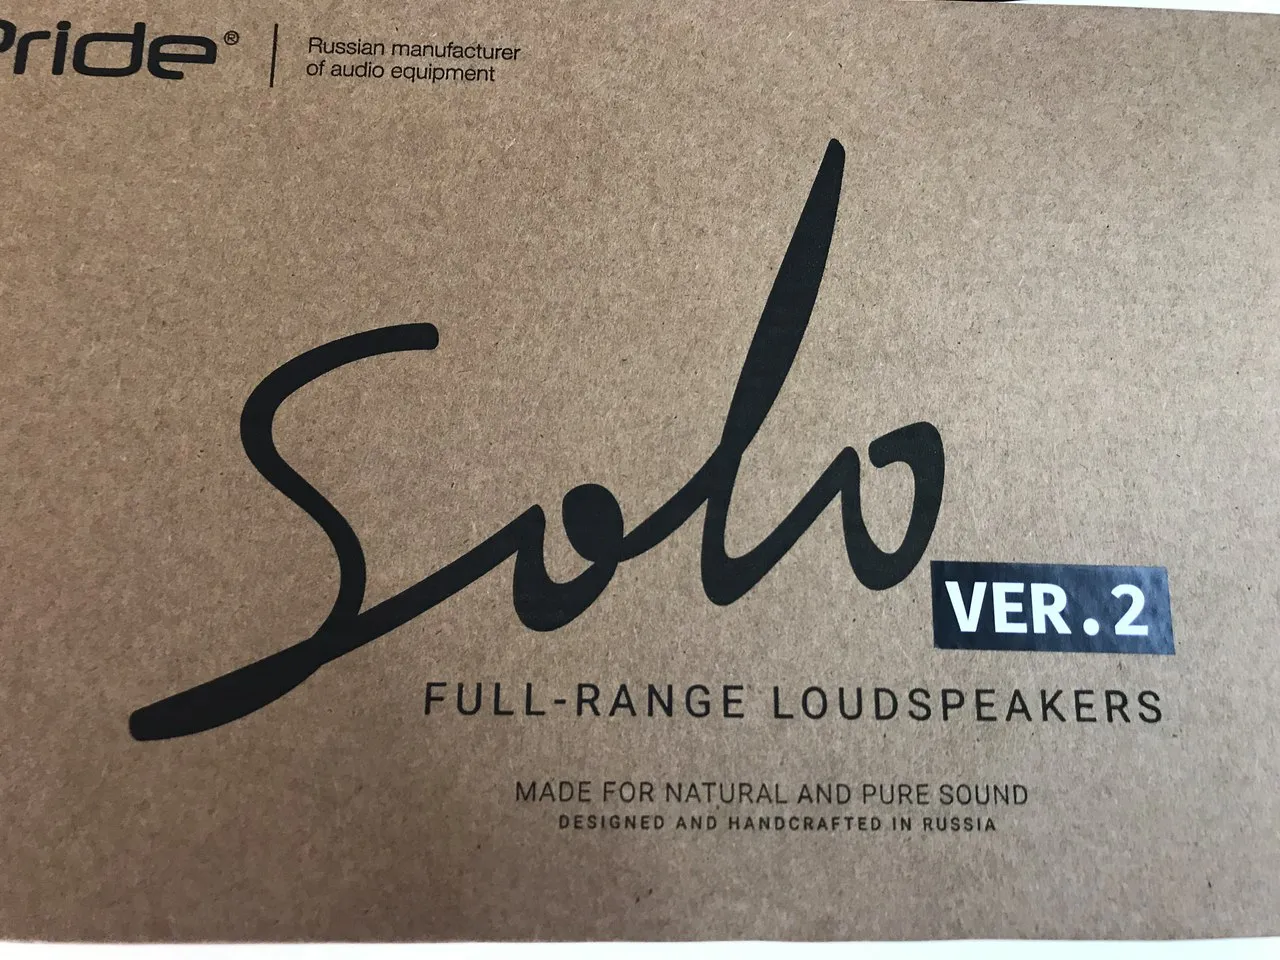 Pride® | Russian manufacturer
of audio equipment
Solo
VER.2
FULL-RANGE LOUDSPEAKERS
MADE FOR NATURAL AND PURE SOUND
DESIGNED AND HANDCRAFTED IN RUSSIA